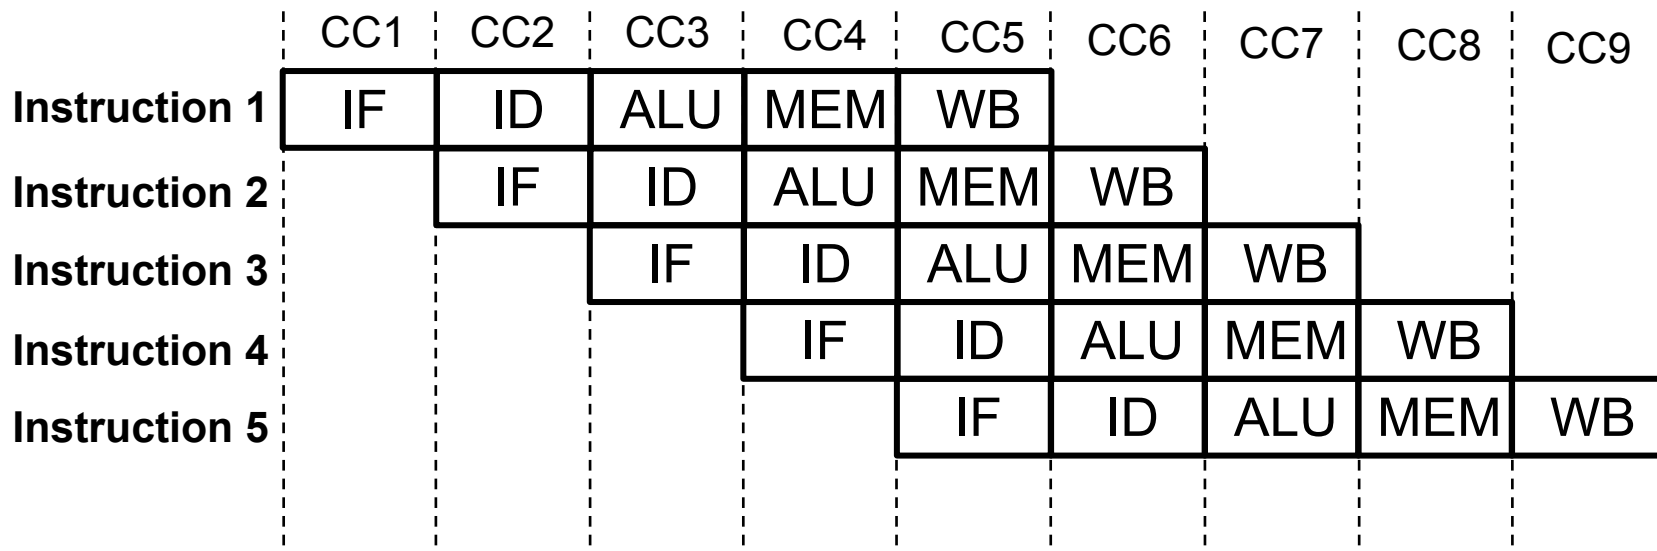 CC1 CC2 CC3 CC4 CC5 CC6 CC7 CC8 CC9
Instruction 1 IF ID ALU MEM WB
Instruction 2 IF ID ALU MEM WB
Instruction 3 IF ID ALU MEM WB
Instruction 4 IF ID ALU MEM WB
Instruction 5 IF ID ALU MEM WB